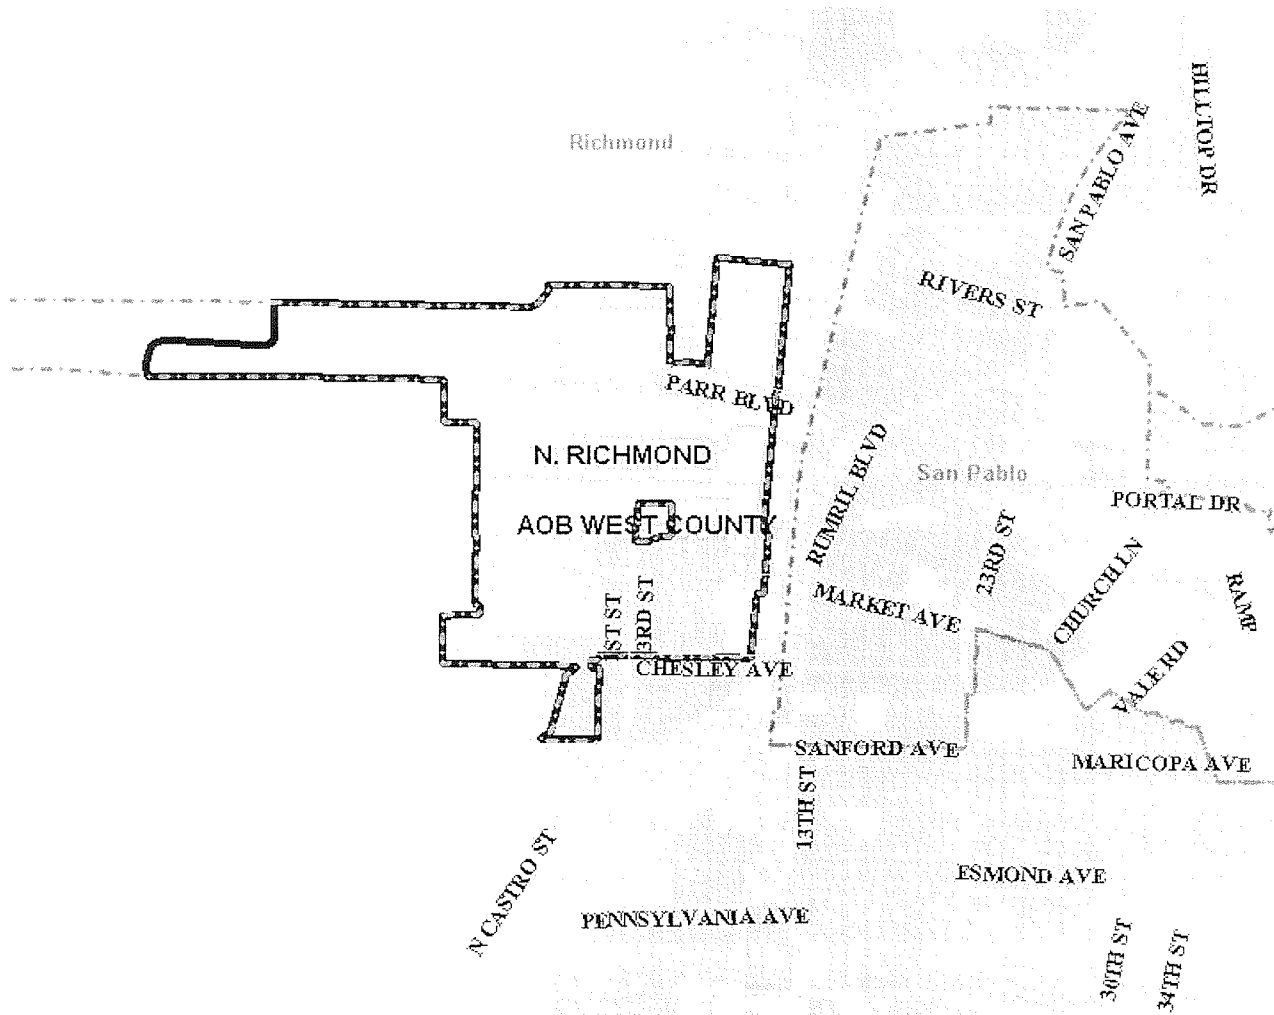 HILLTOP DR
Richmond
SAN PABLO AVE
RIVERS ST
PARR BLVD
N. RICHMOND
RUMRIL BLVD
San Pablo
PORTAL DR
AOB WEST COUNTY
23RD ST
CHURCH LN
RAMP
ST ST
3RD ST
MARKET AVE
CHESLEY AVE
VALE RD
SANFORD AVE
MARICOPA AVE
13TH ST
N CASTRO ST
ESMOND AVE
PENNSYLVANIA AVE
30TH ST
34TH ST